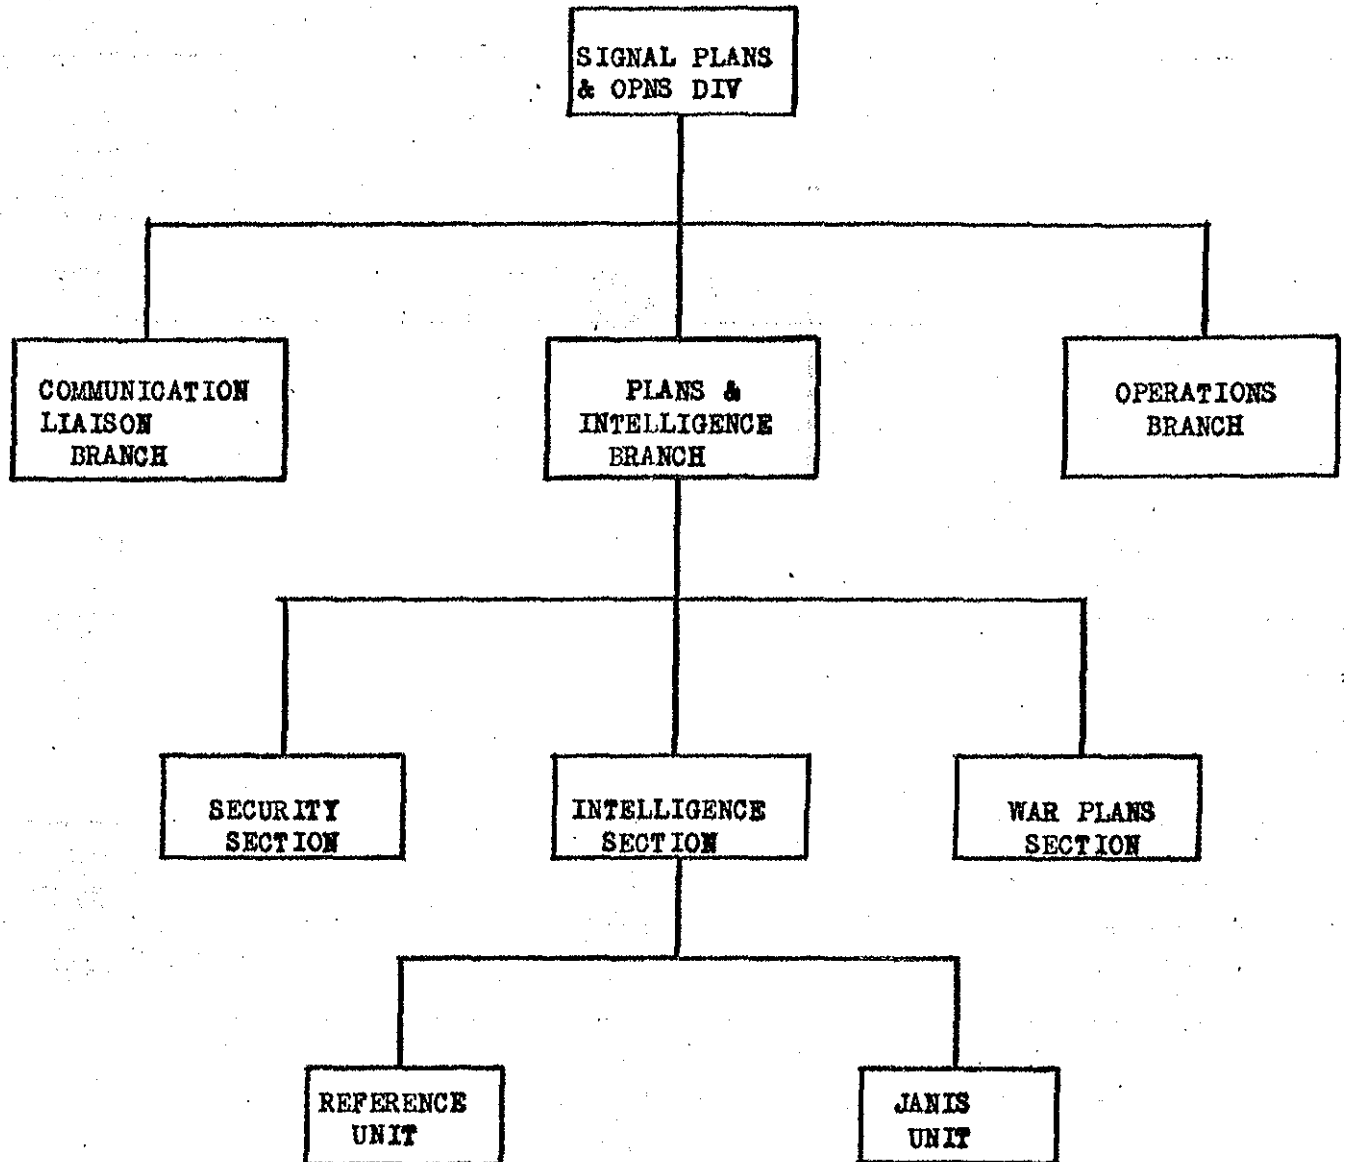 SIGNAL PLANS
& OPNS DIV
COMMUNICATION
LIAISON
BRANCH
PLANS &
INTELLIGENCE
BRANCH
OPERATIONS
BRANCH
SECURITY
SECTION
INTELLIGENCE
SECTION
WAR PLANS
SECTION
REFERENCE
UNIT
JANIS
UNIT